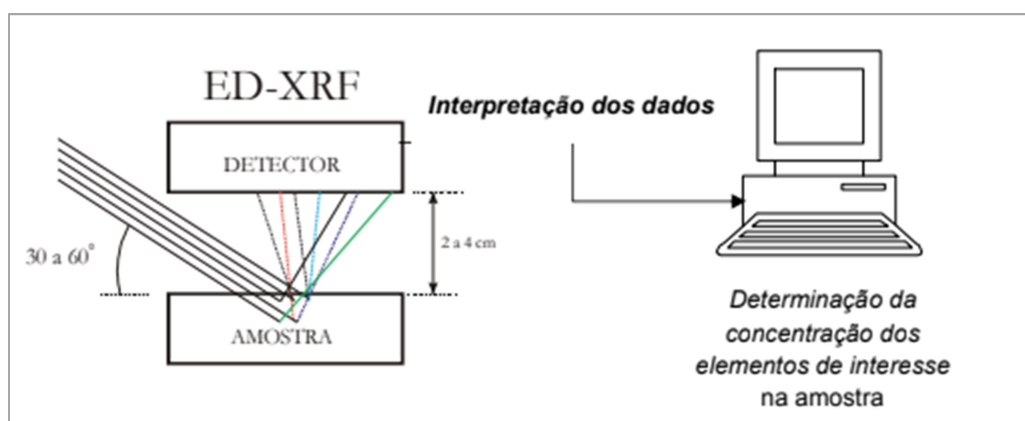 ED-XRF
DETECTOR
30 a 60°
2 a 4 cm
AMOSTRA
Interpretação dos dados
Determinação da
concentração dos
elementos de interesse
na amostra